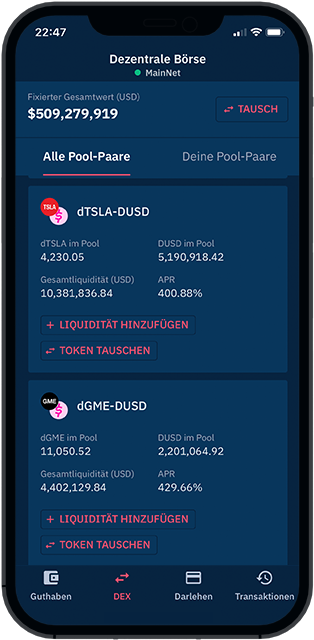 22:47
Dezentrale Börse
MainNet
Fixierter Gesamtwert (USD)
$509,279,919
TAUSCH
Alle Pool-Paare Deine Pool-Paare
TSLA
dTSLA-DUSD
dTSLA im Pool DUSD im Pool
4,230.05 5,190,918.42
Gesamtliquidität (USD) APR
10,381,836.84 400.88%
+ LIQUIDITÄT HINZUFÜGEN
TOKEN TAUSCHEN
GME
dGME-DUSD
dGME im Pool DUSD im Pool
11,050.52 2,201,064.92
Gesamtliquidität (USD) APR
4,402,129.84 429.66%
+ LIQUIDITÄT HINZUFÜGEN
TOKEN TAUSCHEN
Guthaben DEX Darlehen Transaktionen